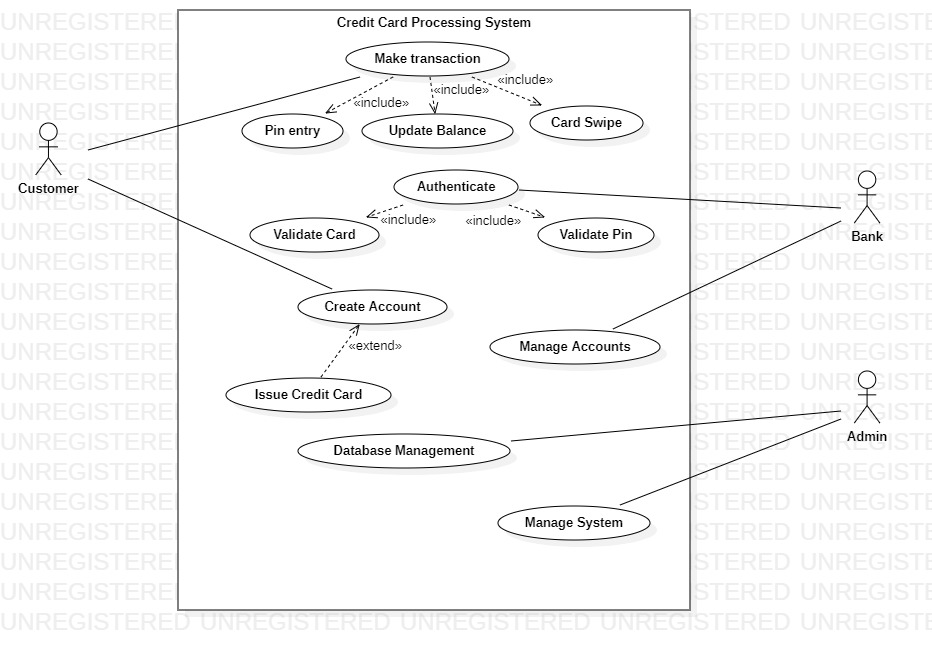 Credit Card Processing System
Make transaction
«include»
«include»
«include»
Pin entry
Update Balance
Card Swipe
Customer
Authenticate
«include»
«include»
Validate Card
Validate Pin
Bank
Create Account
«extend»
Manage Accounts
Issue Credit Card
Admin
Database Management
Manage System
UNREGISTERED UNREGISTERED UNREGISTERED UNREGISTERED